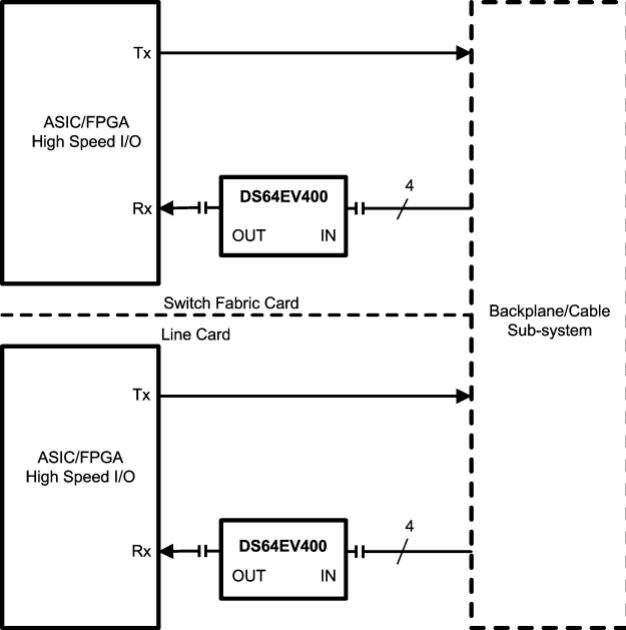 Tx
ASIC/FPGA
High Speed I/O
4
DS64EV400
Rx
OUT IN
Switch Fabric Card
Backplane/Cable
Sub-system
Line Card
Tx
ASIC/FPGA
High Speed I/O
4
DS64EV400
Rx
OUT IN